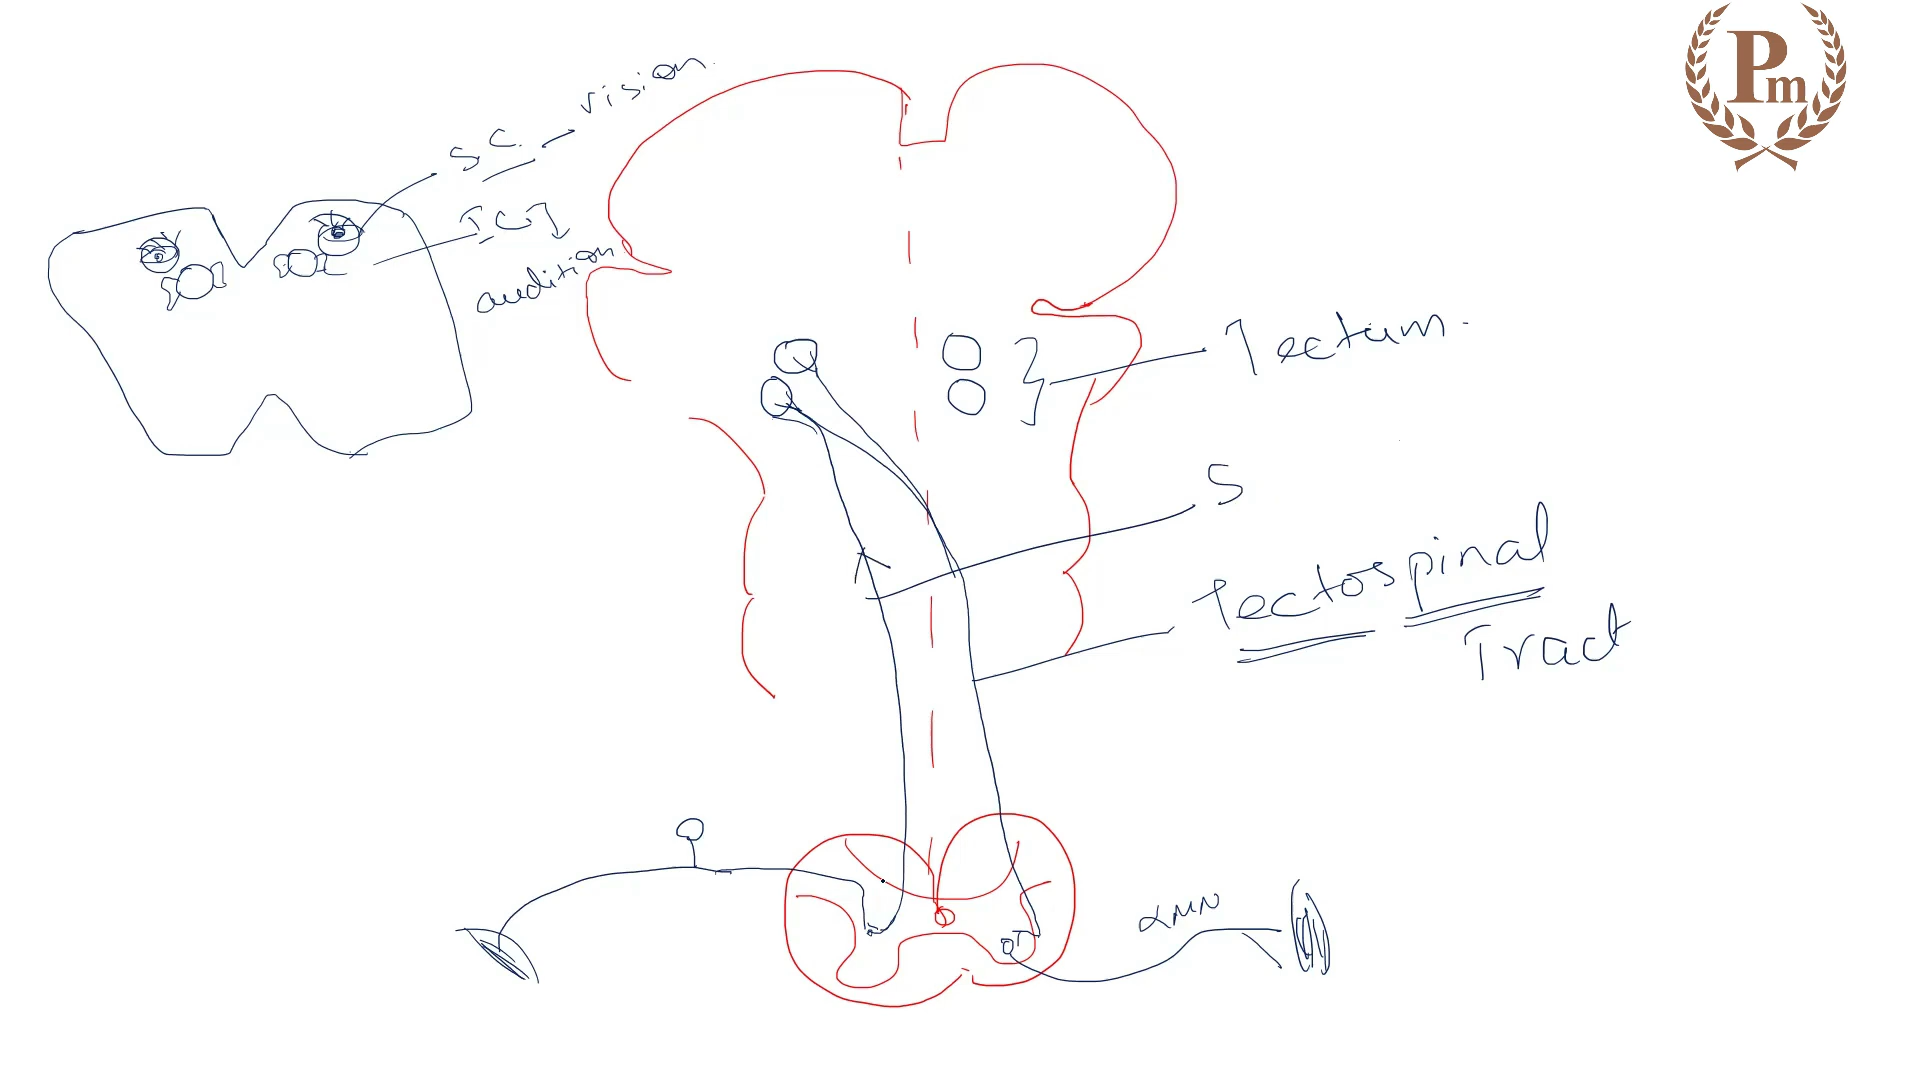 S.C. vision.
I C
audition
Tectum.
S
Tectospinal
Tract
αMN
Pm